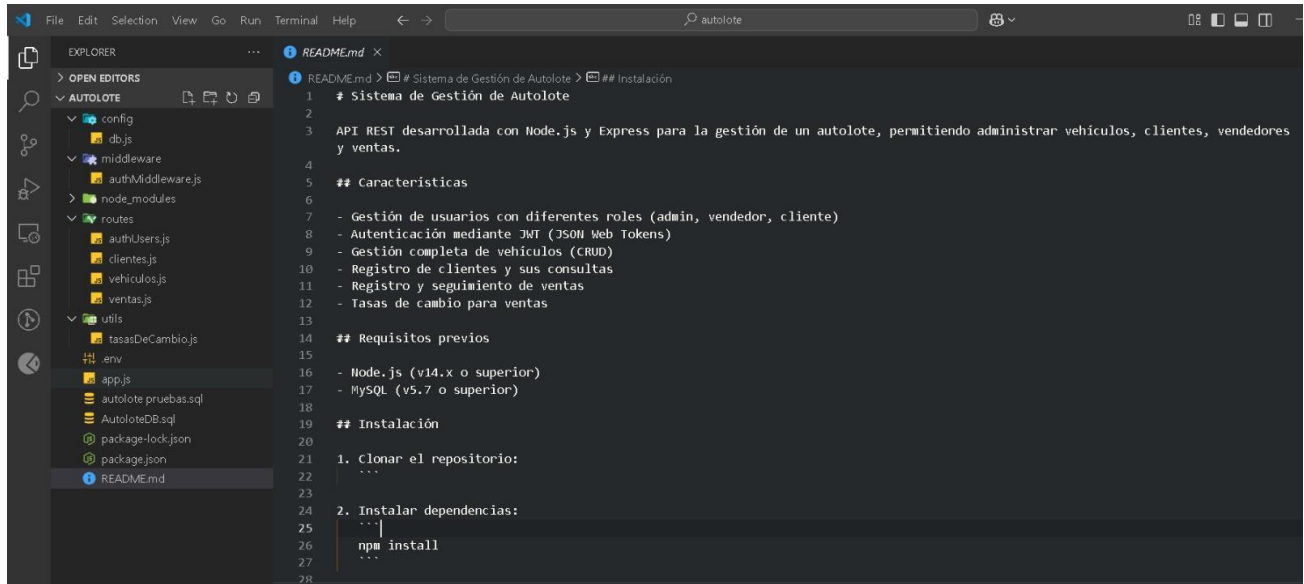 File Edit Selection View Go Run Terminal Help
autolote
EXPLORER
README.md
OPEN EDITORS
README.md > # Sistema de Gestión de Autolote > ## Instalación
AUTOLOTE
config
db.js
middleware
authMiddleware.js
node_modules
routes
authUsers.js
clientes.js
vehiculos.js
ventas.js
utils
tasasDeCambio.js
.env
app.js
autolote pruebas.sql
AutoloteDB.sql
package-lock.json
package.json
README.md
1 # Sistema de Gestión de Autolote
2
3 API REST desarrollada con Node.js y Express para la gestión de un autolote, permitiendo administrar vehículos, clientes, vendedores
y ventas.
4
5 ## Características
6
7 - Gestión de usuarios con diferentes roles (admin, vendedor, cliente)
8 - Autenticación mediante JWT (JSON Web Tokens)
9 - Gestión completa de vehículos (CRUD)
10 - Registro de clientes y sus consultas
11 - Registro y seguimiento de ventas
12 - Tasas de cambio para ventas
13
14 ## Requisitos previos
15
16 - Node.js (v14.x o superior)
17 - MySQL (v5.7 o superior)
18
19 ## Instalación
20
21 1. Clonar el repositorio:
22 ```
23
24 2. Instalar dependencias:
25 ```
26 npm install
27 ```
28